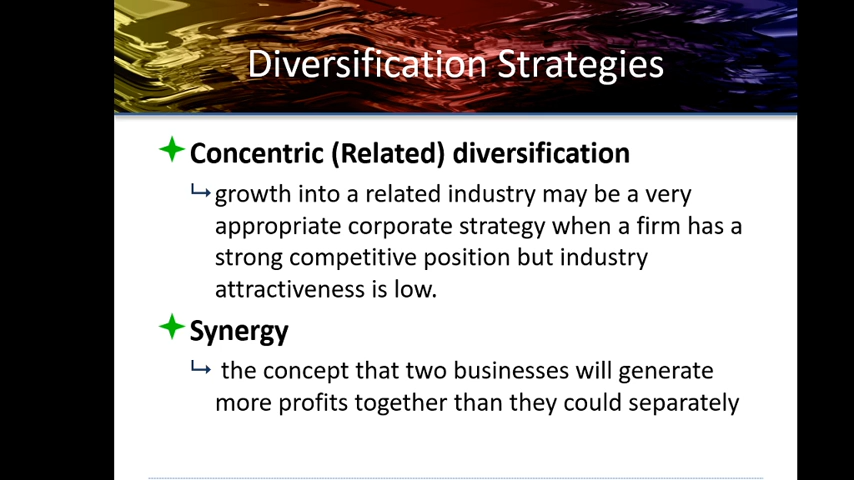 Diversification Strategies
Concentric (Related) diversification
growth into a related industry may be a very
appropriate corporate strategy when a firm has a
strong competitive position but industry
attractiveness is low.
Synergy
the concept that two businesses will generate
more profits together than they could separately